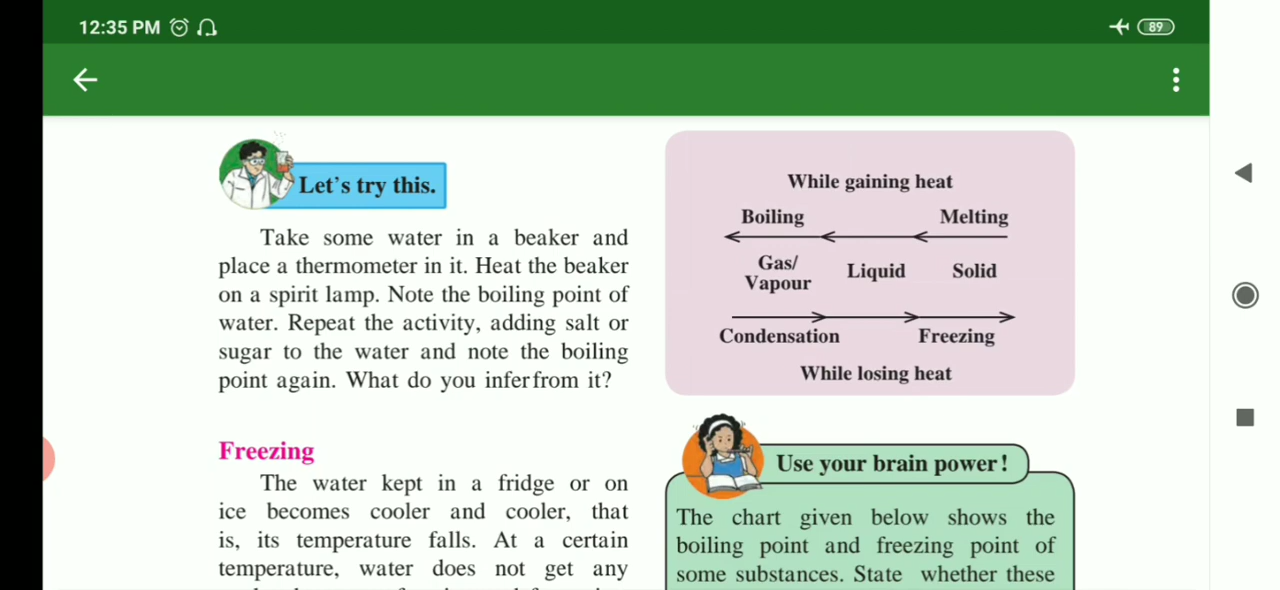 12:35 PM
89
Let's try this.
Take some water in a beaker and
place a thermometer in it. Heat the beaker
on a spirit lamp. Note the boiling point of
water. Repeat the activity, adding salt or
sugar to the water and note the boiling
point again. What do you infer from it?
Freezing
The water kept in a fridge or on
ice becomes cooler and cooler, that
is, its temperature falls. At a certain
temperature, water does not get any
While gaining heat
Boiling Melting
Gas/
Vapour Liquid Solid
Condensation Freezing
While losing heat
Use your brain power!
The chart given below shows the
boiling point and freezing point of
some substances. State whether these